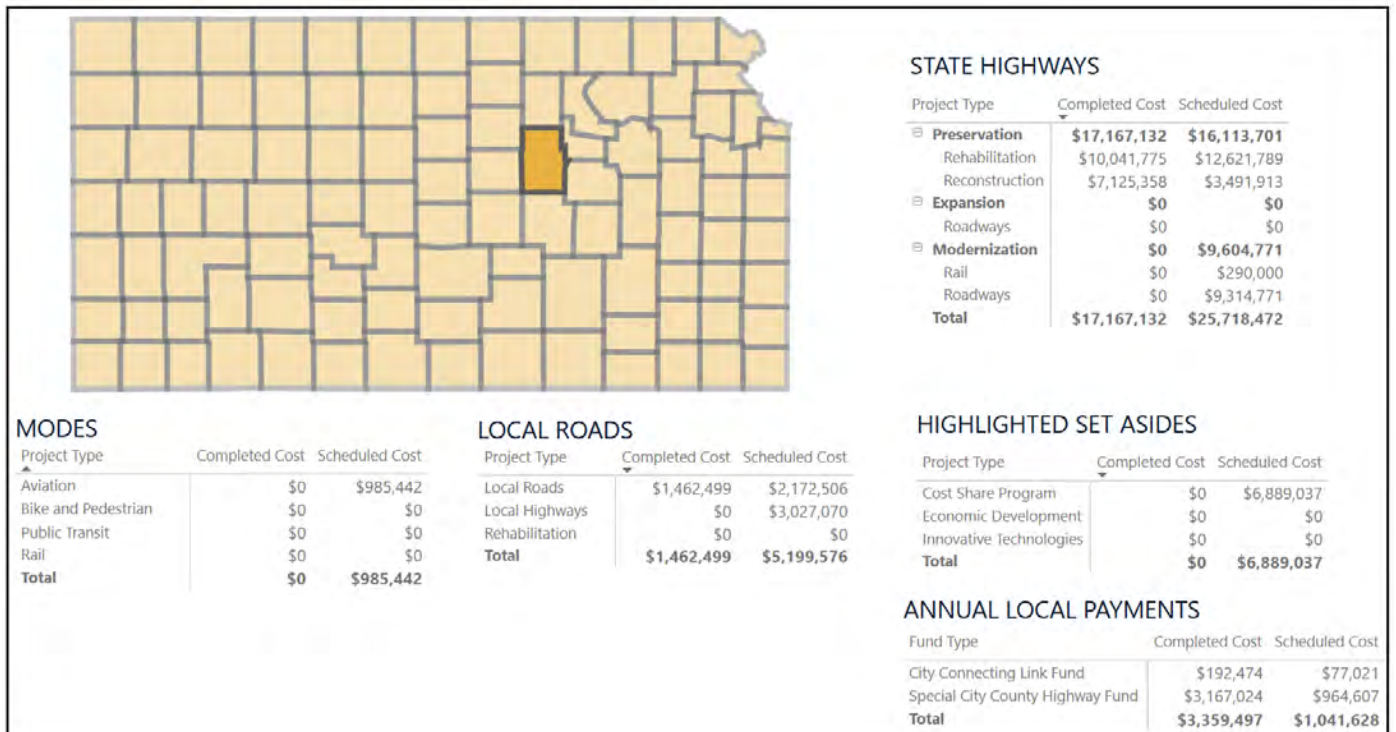 STATE HIGHWAYS
Project Type Completed Cost Scheduled Cost
Preservation $17,167,132 $16,113,701
Rehabilitation $10,041,775 $12,621,789
Reconstruction $7,125,358 $3,491,913
Expansion $0 $0
Roadways $0 $0
Modernization $0 $9,604,771
Rail $0 $290,000
Roadways $0 $9,314,771
Total $17,167,132 $25,718,472
MODES
Project Type Completed Cost Scheduled Cost
Aviation $0 $985,442
Bike and Pedestrian $0 $0
Public Transit $0 $0
Rail $0 $0
Total $0 $985,442
LOCAL ROADS
Project Type Completed Cost Scheduled Cost
Local Roads $1,462,499 $2,172,506
Local Highways $0 $3,027,070
Rehabilitation $0 $0
Total $1,462,499 $5,199,576
HIGHLIGHTED SET ASIDES
Project Type Completed Cost Scheduled Cost
Cost Share Program $0 $6,889,037
Economic Development $0 $0
Innovative Technologies $0 $0
Total $0 $6,889,037
ANNUAL LOCAL PAYMENTS
Fund Type Completed Cost Scheduled Cost
City Connecting Link Fund $192,474 $77,021
Special City County Highway Fund $3,167,024 $964,607
Total $3,359,497 $1,041,628